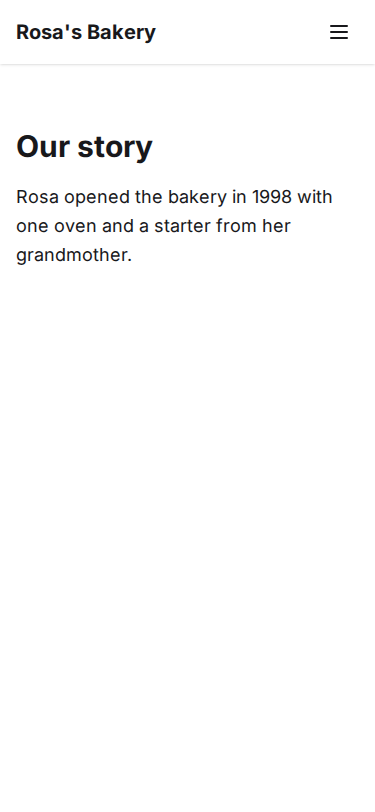 Rosa's Bakery
Our story
Rosa opened the bakery in 1998 with
one oven and a starter from her
grandmother.